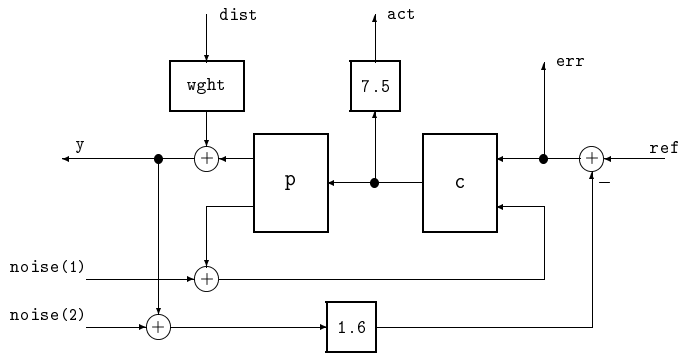 dist
act
err
wght
7.5
y
ref
+
+
p
c
−
noise(1)
+
noise(2)
+
1.6